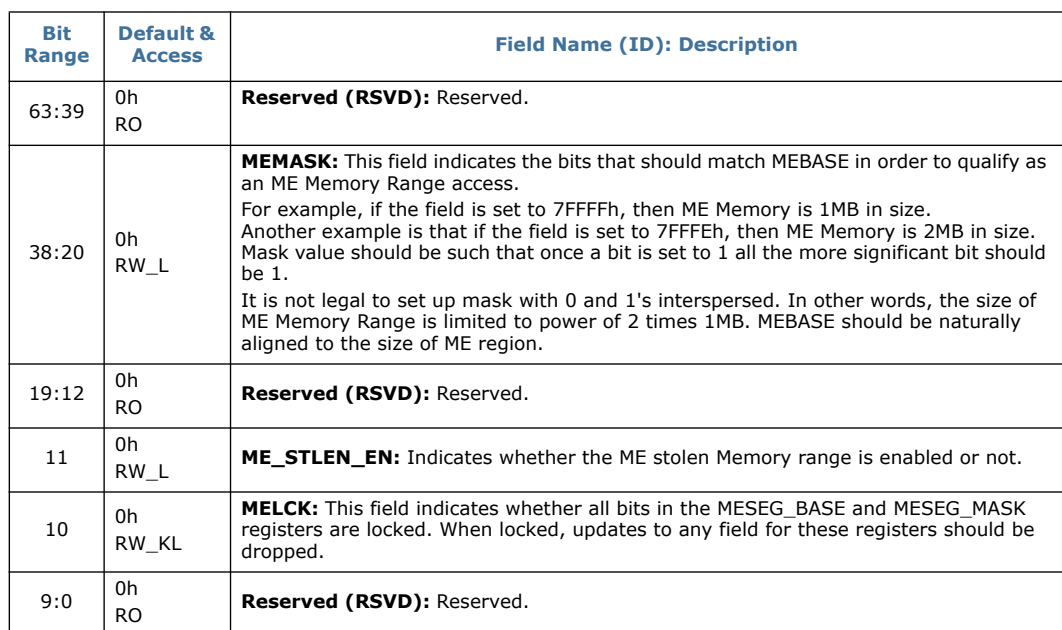 Bit Range Default & Access Field Name (ID): Description
63:39 0h RO Reserved (RSVD): Reserved.
38:20 0h RW_L MEMASK: This field indicates the bits that should match MEBASE in order to qualify as
an ME Memory Range access.
For example, if the field is set to 7FFFFh, then ME Memory is 1MB in size.
Another example is that if the field is set to 7FFFEh, then ME Memory is 2MB in size.
Mask value should be such that once a bit is set to 1 all the more significant bit should
be 1.
It is not legal to set up mask with 0 and 1's interspersed. In other words, the size of
ME Memory Range is limited to power of 2 times 1MB. MEBASE should be naturally
aligned to the size of ME region.
19:12 0h RO Reserved (RSVD): Reserved.
11 0h RW_L ME_STLEN_EN: Indicates whether the ME stolen Memory range is enabled or not.
10 0h RW_KL MELCK: This field indicates whether all bits in the MESEG_BASE and MESEG_MASK
registers are locked. When locked, updates to any field for these registers should be
dropped.
9:0 0h RO Reserved (RSVD): Reserved.